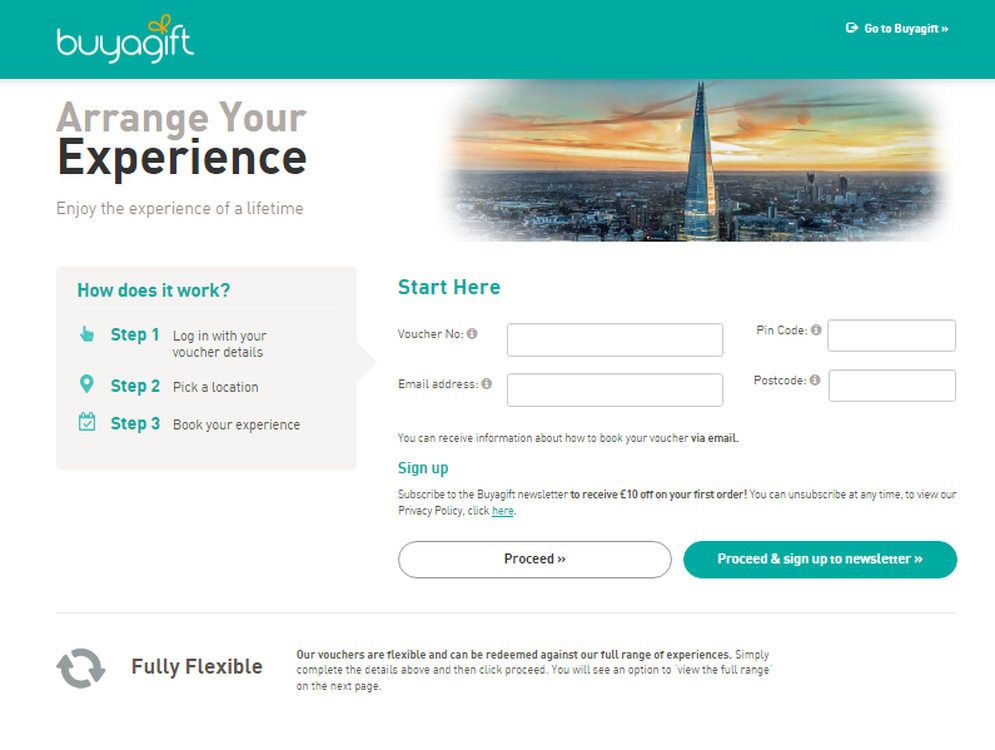 buyagift
Go to Buyagift »
Arrange Your
Experience
Enjoy the experience of a lifetime
How does it work?
Step 1 Log in with your
voucher details
Step 2 Pick a location
Step 3 Book your experience
Start Here
Voucher No:
Pin Code:
Email address:
Postcode:
You can receive information about how to book your voucher via email.
Sign up
Subscribe to the Buyagift newsletter to receive £10 off on your first order! You can unsubscribe at any time, to view our
Privacy Policy, click here.
Proceed »
Proceed & sign up to newsletter »
Fully Flexible
Our vouchers are flexible and can be redeemed against our full range of experiences. Simply
complete the details above and then click proceed. You will see an option to 'view the full range'
on the next page.